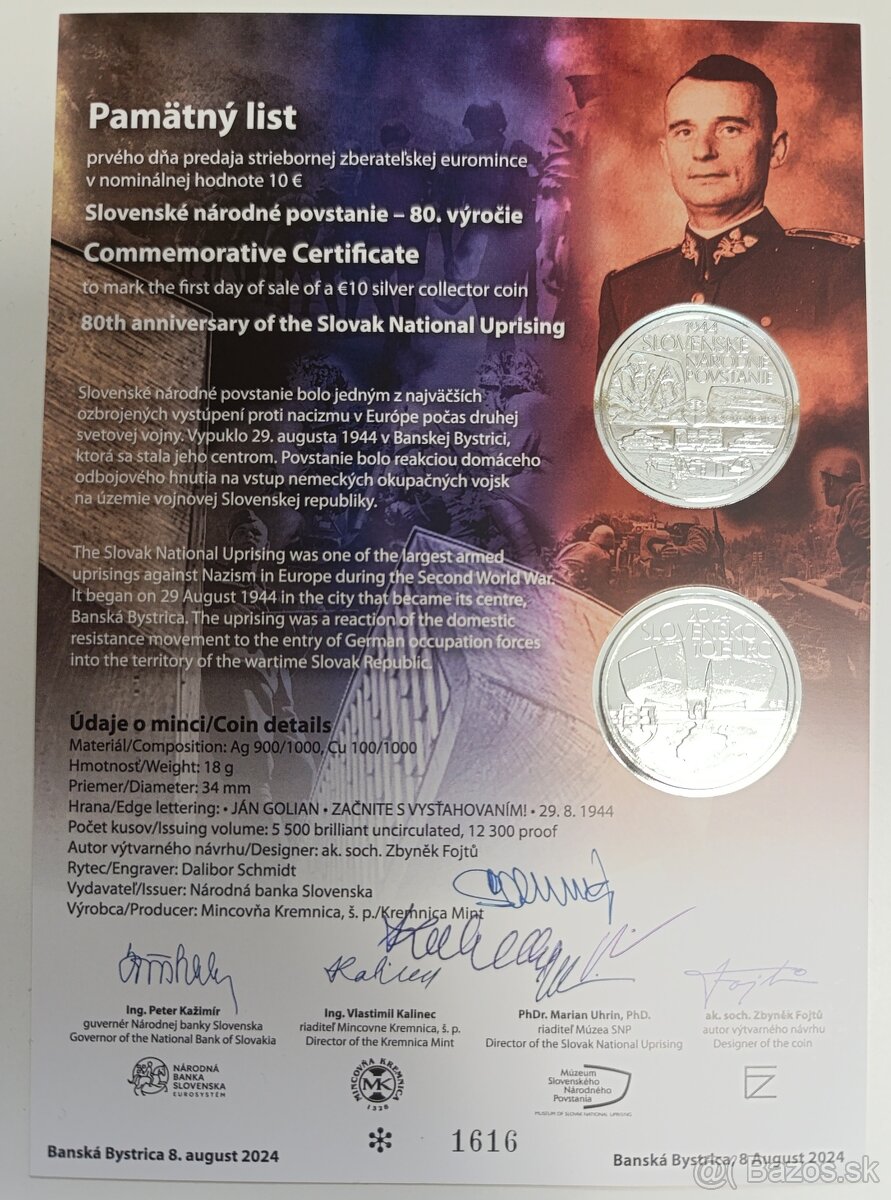 Pamätný list
prvého dňa predaja striebornej zberateľskej euromince
v nominálnej hodnote 10 €
Slovenské národné povstanie – 80. výročie
Commemorative Certificate
to mark the first day of sale of a €10 silver collector coin
80th anniversary of the Slovak National Uprising
1944
SLOVENSKÉ
NÁRODNÉ
POVSTANIE
Slovenské národné povstanie bolo jedným z najväčších
ozbrojených vystúpení proti nacizmu v Európe počas druhej
svetovej vojny. Vypuklo 29. augusta 1944 v Banskej Bystrici,
ktorá sa stala jeho centrom. Povstanie bolo reakciou domáceho
odbojového hnutia na vstup nemeckých okupačných vojsk
na územie vojnovej Slovenskej republiky.
The Slovak National Uprising was one of the largest armed
uprisings against Nazism in Europe during the Second World War.
It began on 29 August 1944 in the city that became its centre,
Banská Bystrica. The uprising was a reaction of the domestic
resistance movement to the entry of German occupation forces
into the territory of the wartime Slovak Republic.
2024
SLOVENSKO
10 EURO
Údaje o minci/Coin details
Materiál/Composition: Ag 900/1000, Cu 100/1000
Hmotnosť/Weight: 18 g
Priemer/Diameter: 34 mm
Hrana/Edge lettering: • JÁN GOLIAN • ZAČNITE S VYSŤAHOVANÍM! • 29. 8. 1944
Počet kusov/Issuing volume: 5 500 brilliant uncirculated, 12 300 proof
Autor výtvarného návrhu/Designer: ak. soch. Zbyněk Fojtů
Rytec/Engraver: Dalibor Schmidt
Vydavateľ/Issuer: Národná banka Slovenska
Výrobca/Producer: Mincovňa Kremnica, š. p./Kremnica Mint
Kalinec
Fojtů
Ing. Peter Kažimír
guvernér Národnej banky Slovenska
Governor of the National Bank of Slovakia
Ing. Vlastimil Kalinec
riaditeľ Mincovne Kremnica, š. p.
Director of the Kremnica Mint
PhDr. Marian Uhrin, PhD.
riaditeľ Múzea SNP
Director of the Slovak National Uprising
ak. soch. Zbyněk Fojtů
autor výtvarného návrhu
Designer of the coin
NÁRODNÁ
BANKA
SLOVENSKA
EUROSYSTÉM
MINCOVŇA KREMNICA
MK
1328
Múzeum
Slovenského
Národného
Povstania
MUSEUM OF SLOVAK NATIONAL UPRISING
1616
Banská Bystrica 8. august 2024
Banská Bystrica, 8 August 2024
@Bazos.sk